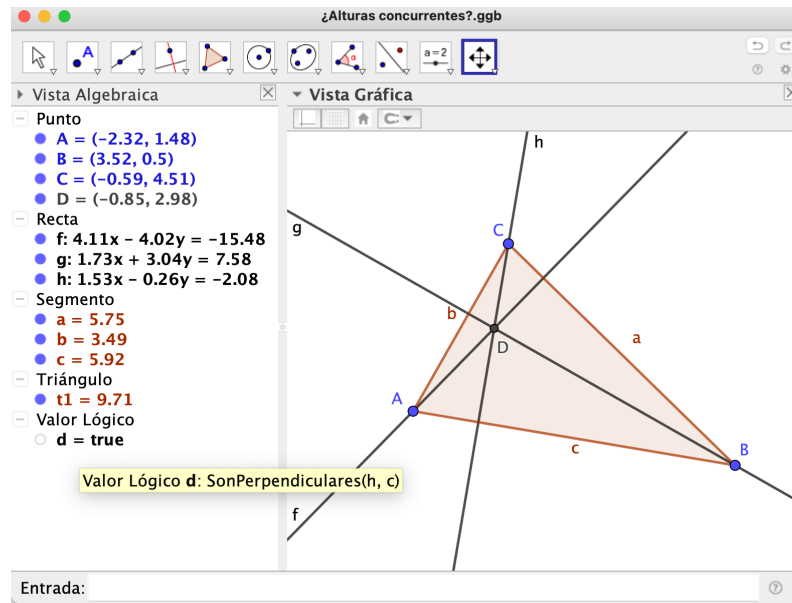 ¿Alturas concurrentes?.ggb
A
α
a=2
Vista Algebraica
Vista Gráfica
Punto
A = (–2.32, 1.48)
B = (3.52, 0.5)
C = (–0.59, 4.51)
D = (–0.85, 2.98)
Recta
f: 4.11x – 4.02y = –15.48
g: 1.73x + 3.04y = 7.58
h: 1.53x – 0.26y = –2.08
Segmento
a = 5.75
b = 3.49
c = 5.92
Triángulo
t1 = 9.71
Valor Lógico
d = true
Valor Lógico d: SonPerpendiculares(h, c)
h
C
g
b
a
D
A
B
c
f
Entrada: